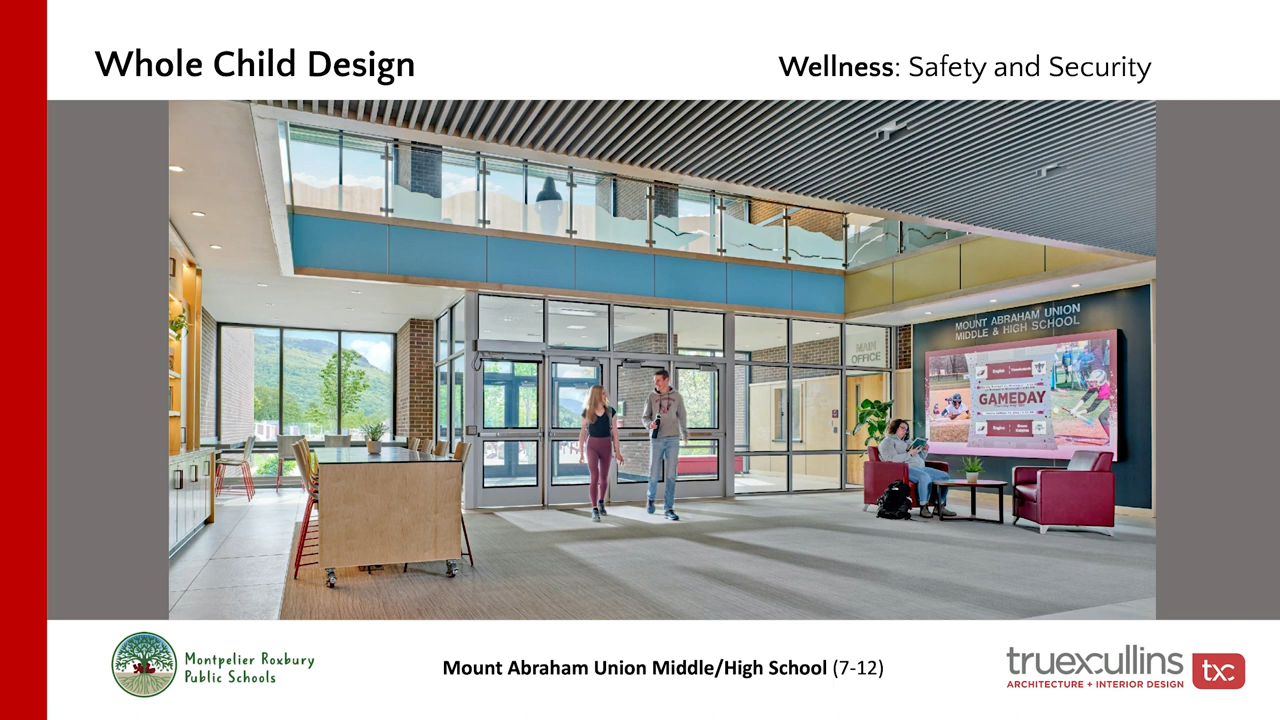 Whole Child Design
Wellness: Safety and Security
MAIN
OFFICE
MOUNT ABRAHAM UNION
MIDDLE & HIGH SCHOOL
GAMEDAY
Montpelier Roxbury
Public Schools
Mount Abraham Union Middle/High School (7-12)
truexcullins
ARCHITECTURE + INTERIOR DESIGN
txc